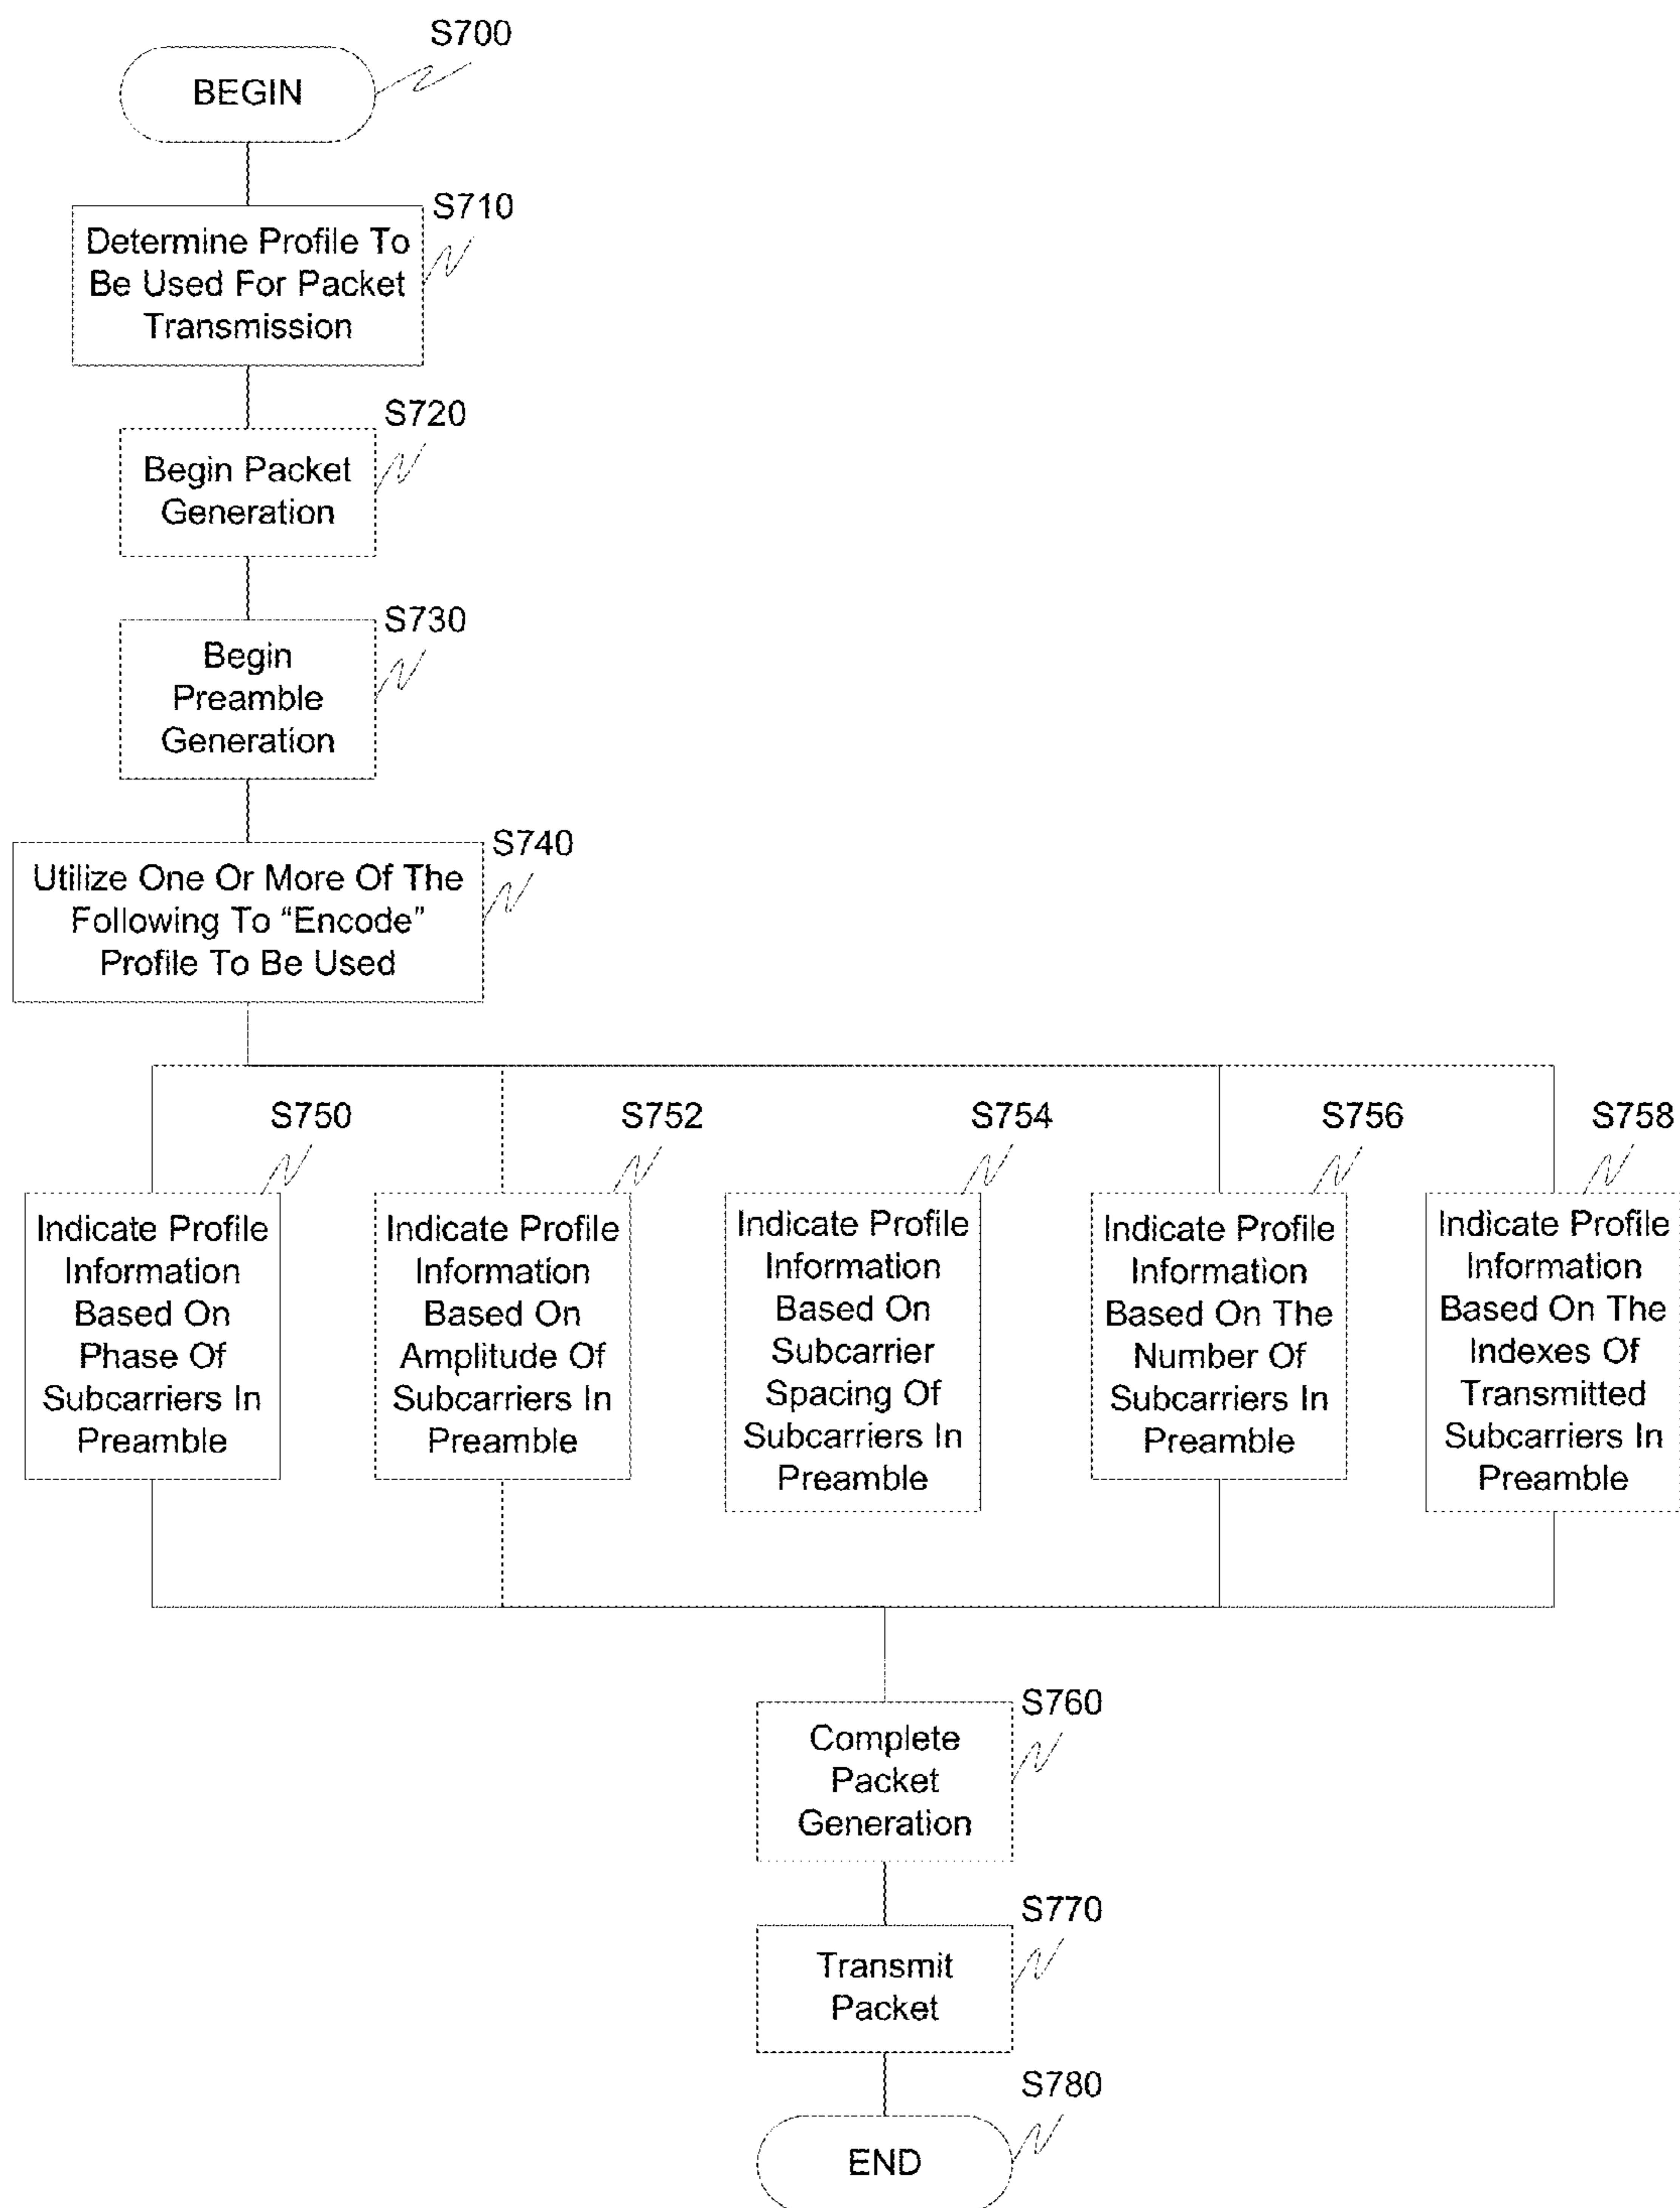 S700
BEGIN
S710
Determine Profile To
Be Used For Packet
Transmission
S720
Begin Packet
Generation
S730
Begin
Preamble
Generation
S740
Utilize One Or More Of The
Following To “Encode”
Profile To Be Used
S750
Indicate Profile
Information
Based On
Phase Of
Subcarriers In
Preamble
S752
Indicate Profile
Information
Based On
Amplitude Of
Subcarriers In
Preamble
S754
Indicate Profile
Information
Based On
Subcarrier
Spacing Of
Subcarriers In
Preamble
S756
Indicate Profile
Information
Based On The
Number Of
Subcarriers In
Preamble
S758
Indicate Profile
Information
Based On The
Indexes Of
Transmitted
Subcarriers In
Preamble
S760
Complete
Packet
Generation
S770
Transmit
Packet
S780
END